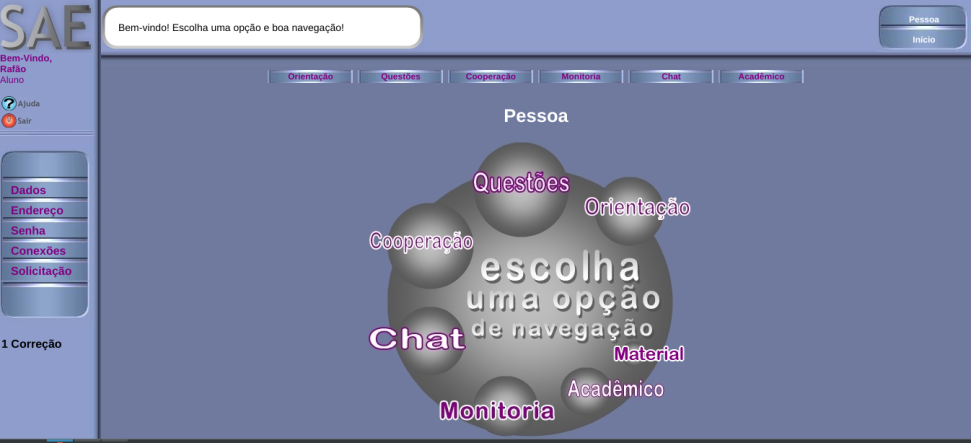 SAE
Bem-vindo! Escolha uma opção e boa navegação!
Pessoa
Início
Bem-Vindo,
Rafão
Aluno
Ajuda
Sair
Dados
Endereço
Senha
Conexões
Solicitação
1 Correção
Orientação Questões Cooperação Monitoria Chat Acadêmico
Pessoa
Questões
Orientação
Cooperação
escolha
uma opção
de navegação
Chat
Material
Acadêmico
Monitoria